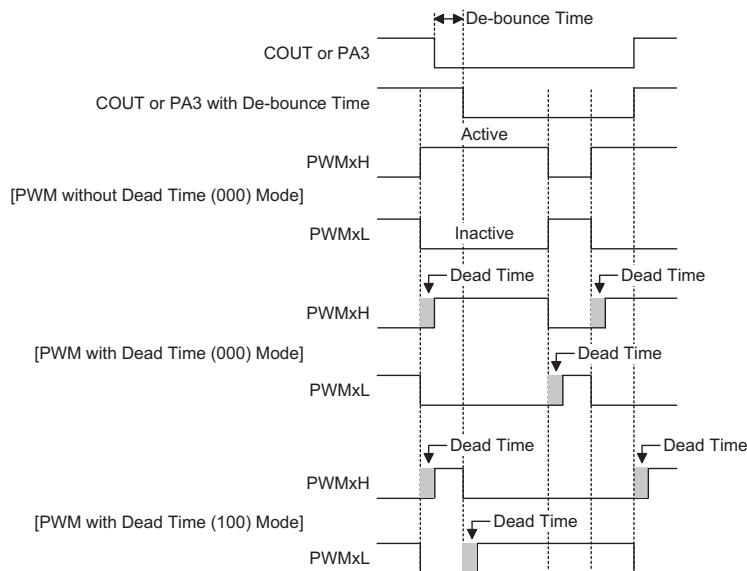 De-bounce Time
COUT or PA3
COUT or PA3 with De-bounce Time
Active
PWMxH
[PWM without Dead Time (000) Mode]
PWMxL
Inactive
Dead Time
Dead Time
PWMxH
[PWM with Dead Time (000) Mode]
Dead Time
PWMxL
Dead Time
Dead Time
PWMxH
[PWM with Dead Time (100) Mode]
Dead Time
PWMxL